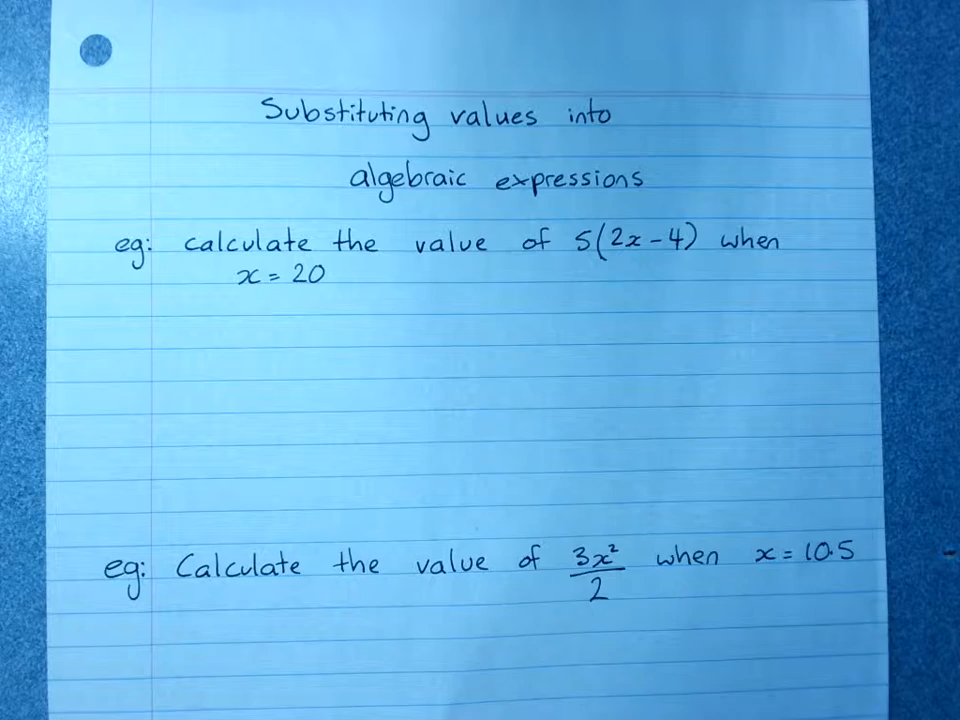 Substituting values into
algebraic expressions
eg: calculate the value of 5(2x-4) when
x = 20
eg: Calculate the value of 3x²/2 when x = 10.5